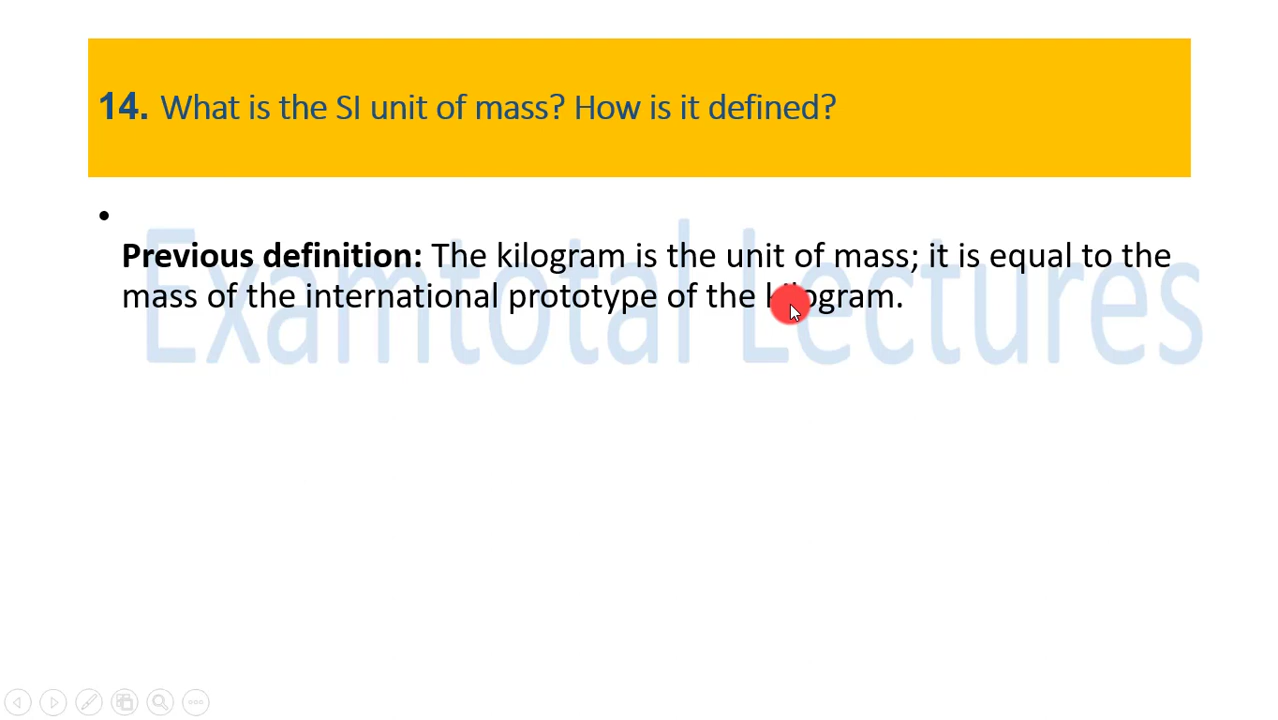 14. What is the SI unit of mass? How is it defined?
•
Previous definition: The kilogram is the unit of mass; it is equal to the
mass of the international prototype of the kilogram.
Examtotal Lectures